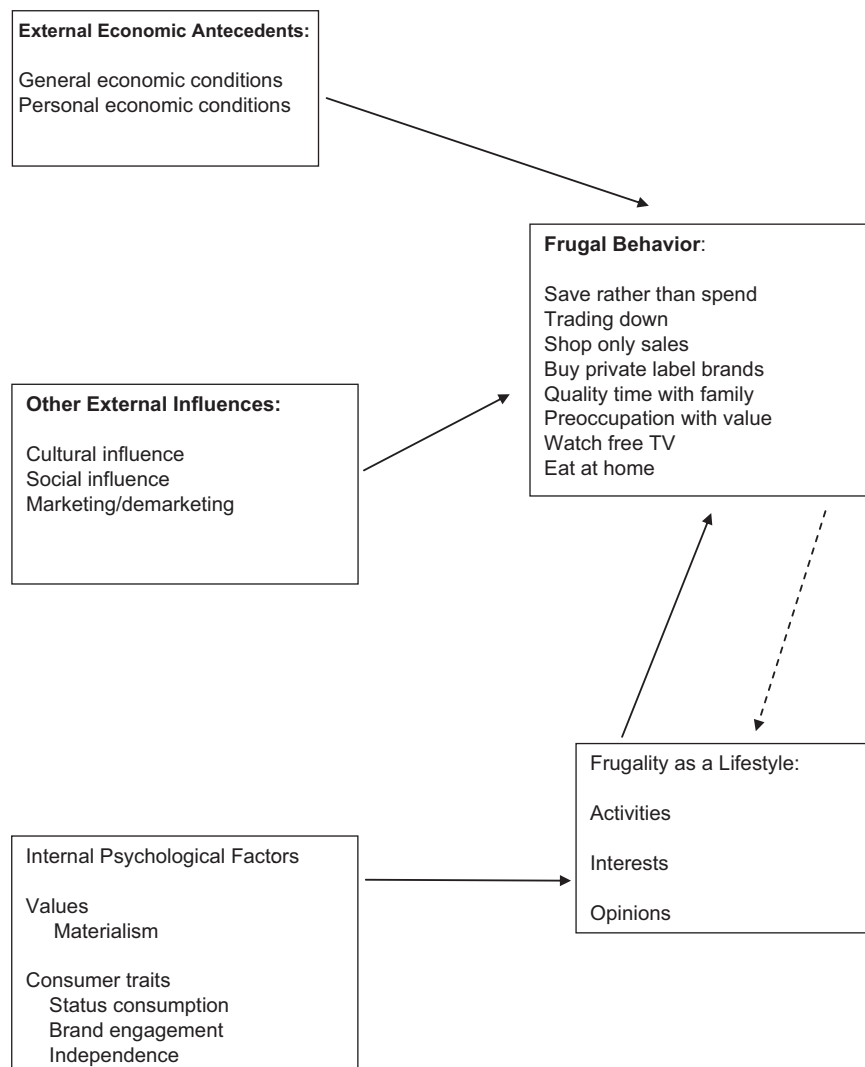 External Economic Antecedents:
General economic conditions
Personal economic conditions
Frugal Behavior:
Save rather than spend
Trading down
Shop only sales
Buy private label brands
Quality time with family
Preoccupation with value
Watch free TV
Eat at home
Other External Influences:
Cultural influence
Social influence
Marketing/demarketing
Frugality as a Lifestyle:
Activities
Interests
Opinions
Internal Psychological Factors
Values
Materialism
Consumer traits
Status consumption
Brand engagement
Independence